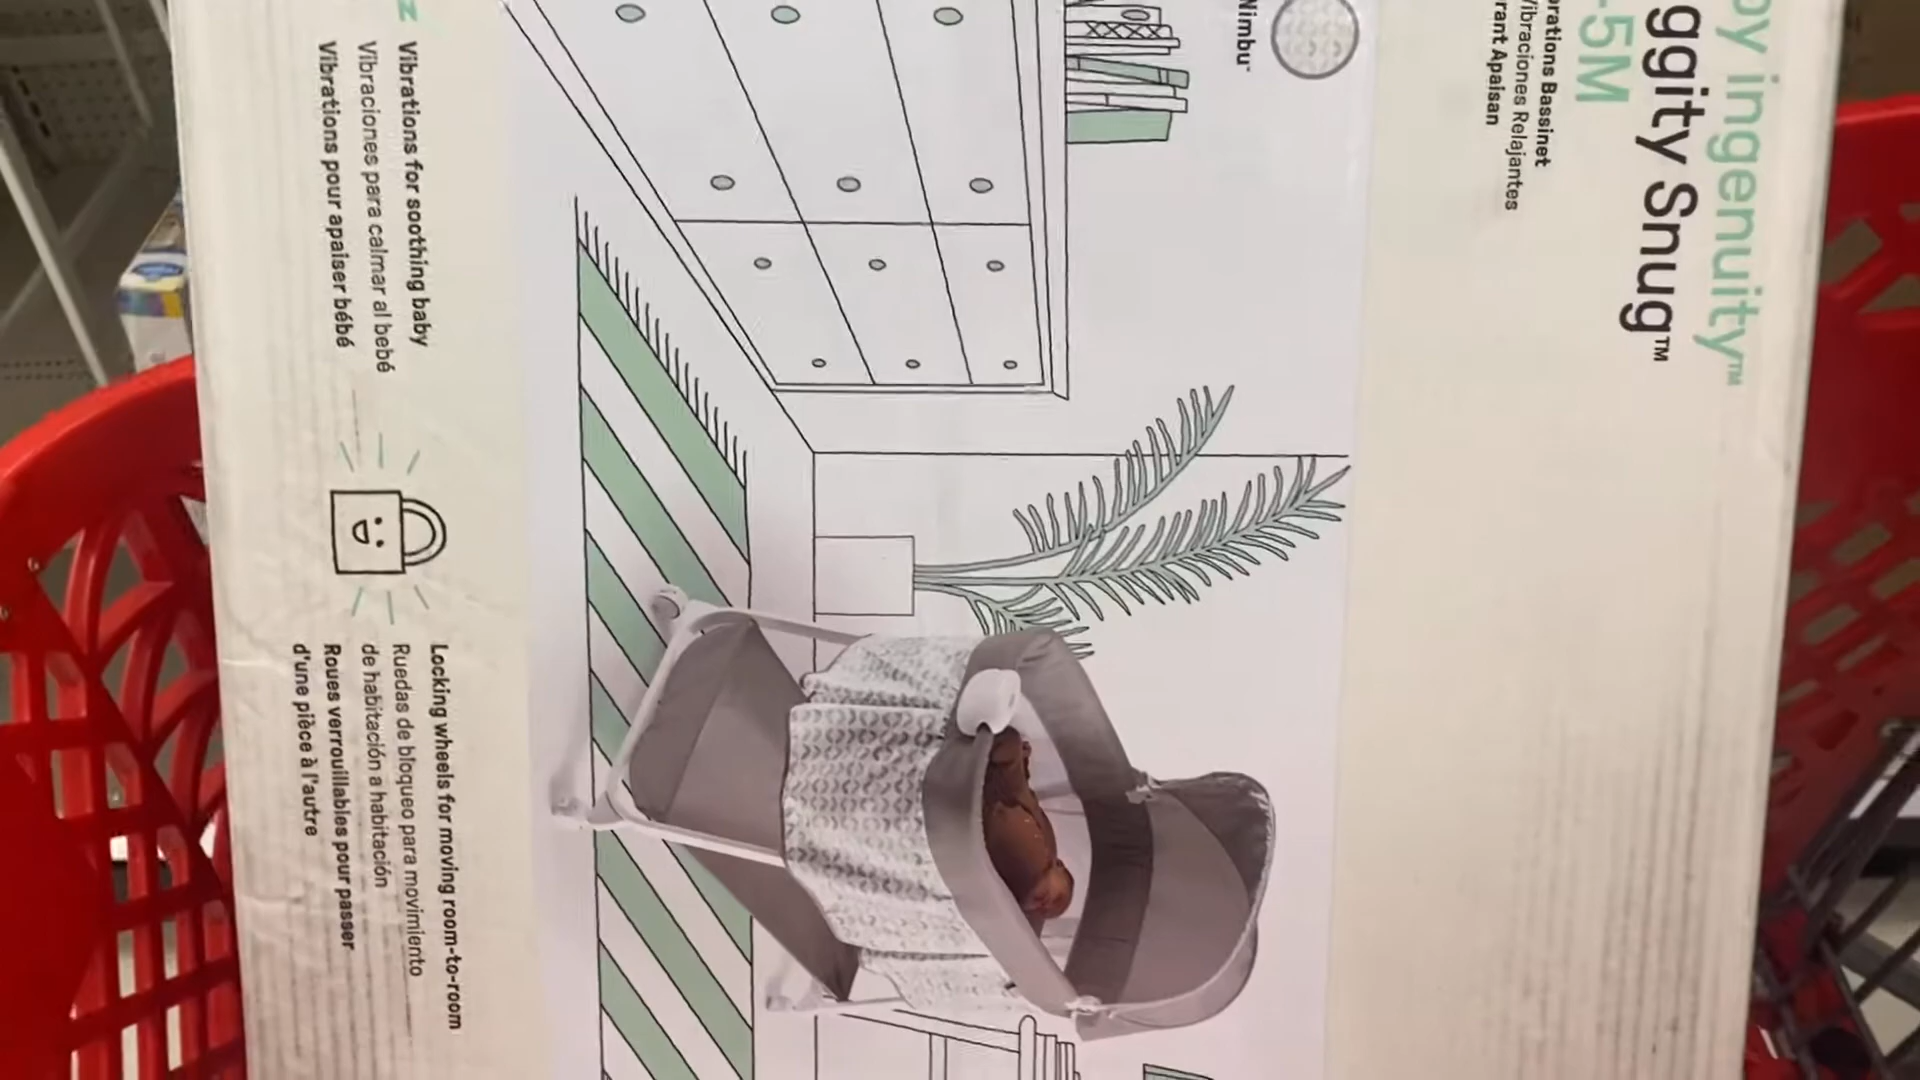 by ingenuity™
ggity Snug™
-5M
brations Bassinet
Vibraciones Relajantes
rant Apaisan
Nimbu™
z
Vibrations for soothing baby
Vibraciones para calmar al bebé
Vibrations pour apaiser bébé
Locking wheels for moving room-to-room
Ruedas de bloqueo para movimiento
de habitación a habitación
Roues verrouillables pour passer
d'une pièce à l'autre